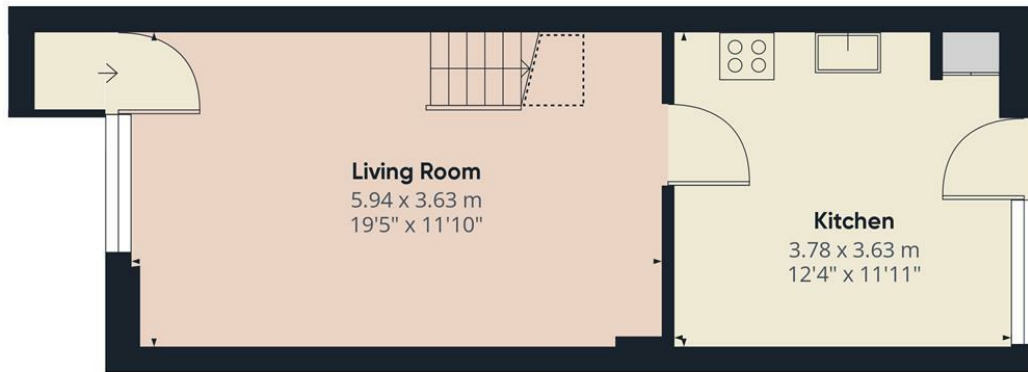 Living Room
5.94 x 3.63 m
19'5" x 11'10"
Kitchen
3.78 x 3.63 m
12'4" x 11'11"